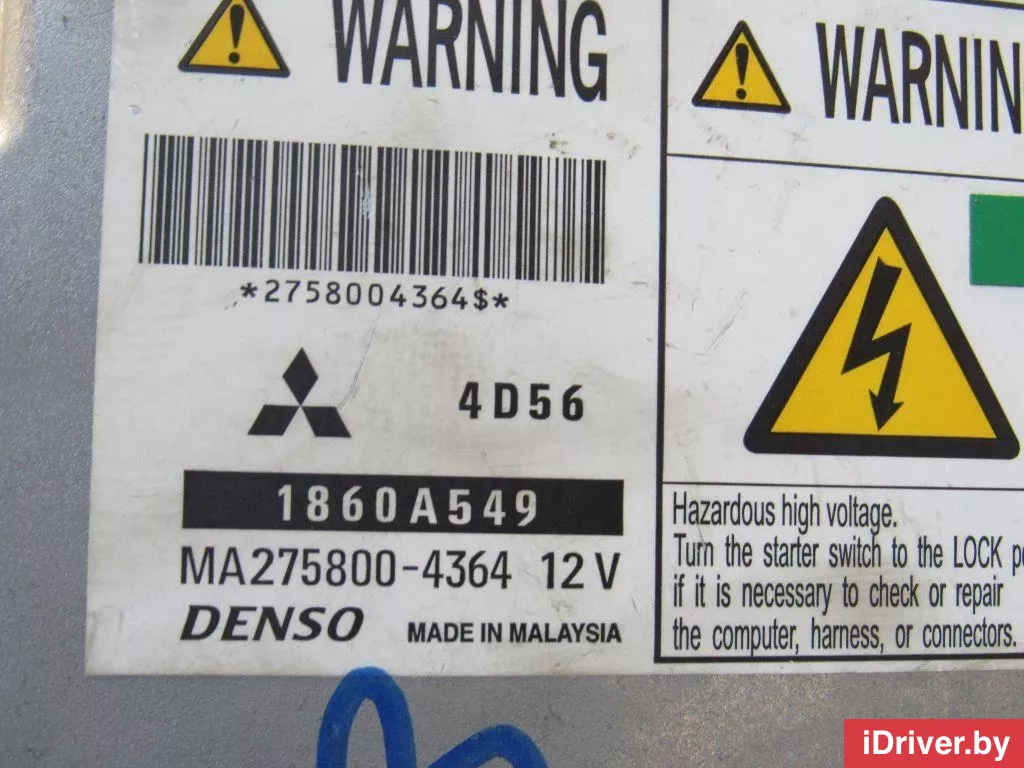 WARNING
*2758004364$*
4D56
1860A549
MA275800-4364 12V
DENSO MADE IN MALAYSIA
WARNIN
Hazardous high voltage.
Turn the starter switch to the LOCK p
if it is necessary to check or repair
the computer, harness, or connectors.
iDriver.by